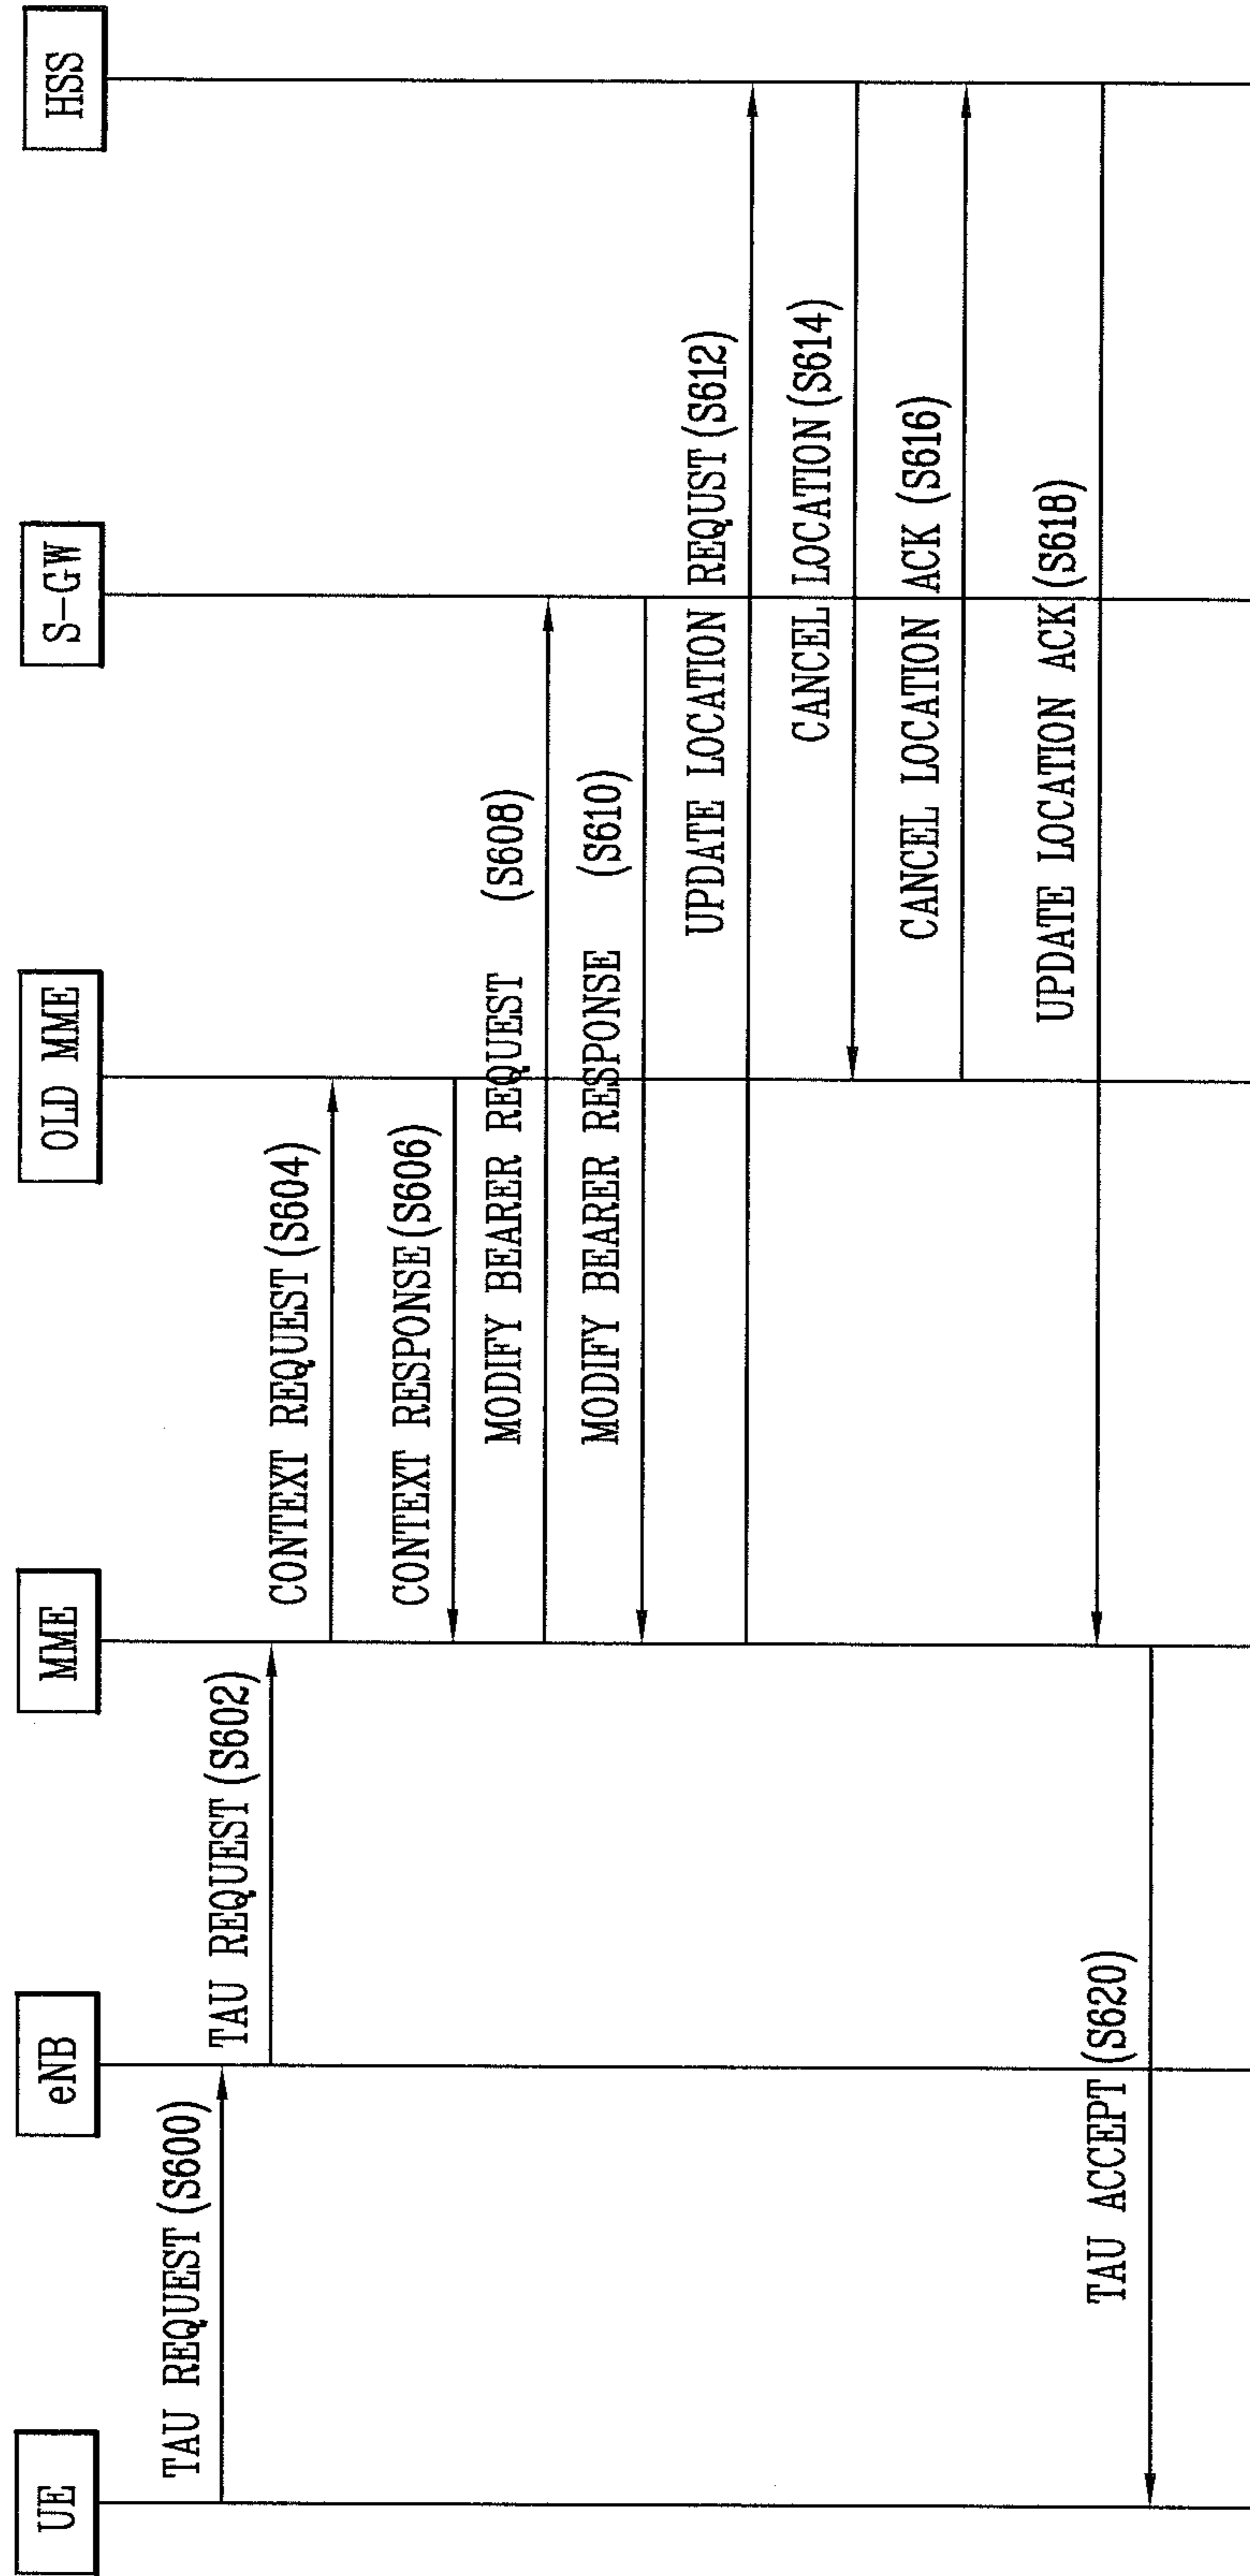 UE
eNB
MME
OLD MME
S-GW
HSS
TAU REQUEST (S600)
TAU REQUEST (S602)
CONTEXT REQUEST (S604)
CONTEXT RESPONSE (S606)
MODIFY BEARER REQUEST (S608)
MODIFY BEARER RESPONSE (S610)
UPDATE LOCATION REQUST (S612)
CANCEL LOCATION (S614)
CANCEL LOCATION ACK (S616)
UPDATE LOCATION ACK (S618)
TAU ACCEPT (S620)